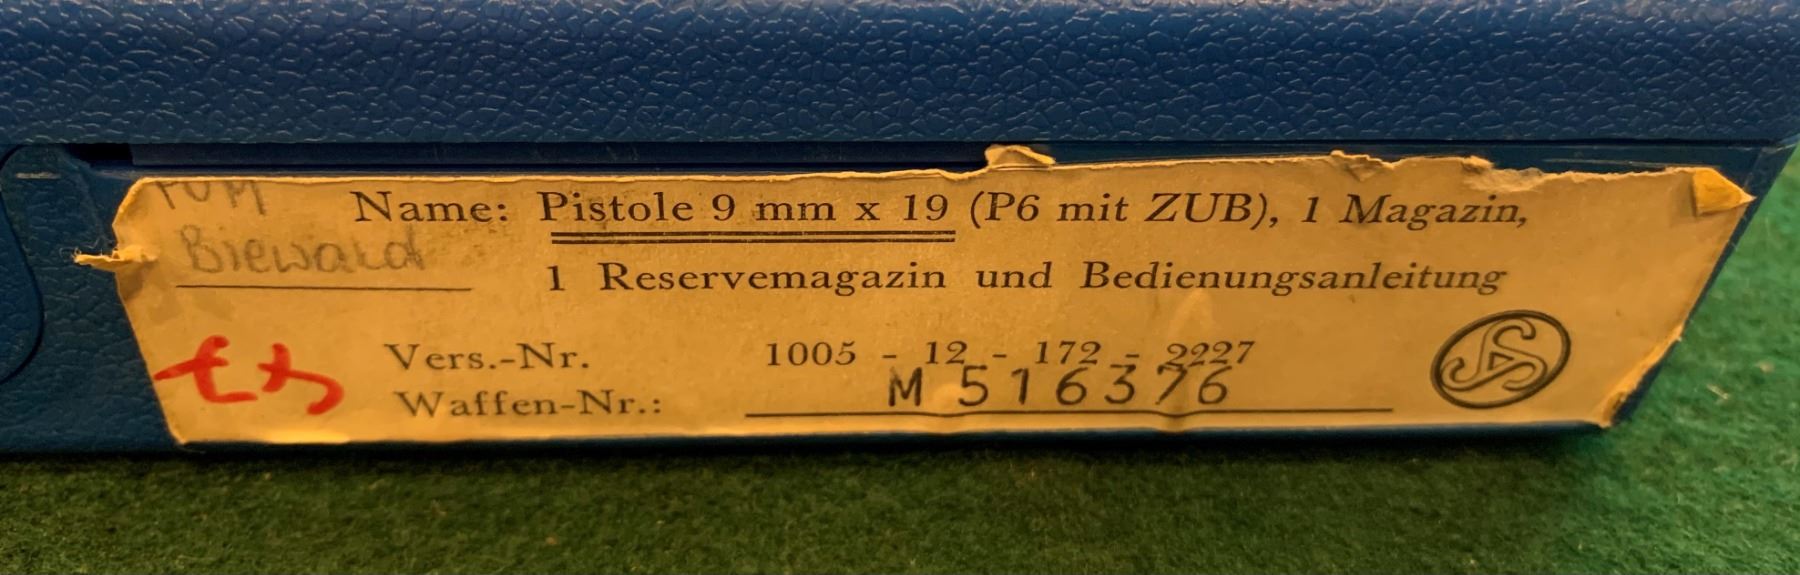 POM
Name: Pistole 9 mm x 19 (P6 mit ZUB), 1 Magazin,
Biewald
1 Reservemagazin und Bedienungsanleitung
Vers.-Nr. 1005 - 12 - 172 - 2227
Waffen-Nr.: M 516376